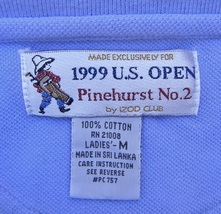 MADE EXCLUSIVELY FOR
1999 U.S. OPEN
Pinehurst No.2
by IZOD CLUB
100% COTTON
RN 21008
LADIES'- M
MADE IN SRI LANKA
CARE INSTRUCTION
SEE REVERSE
#PC757